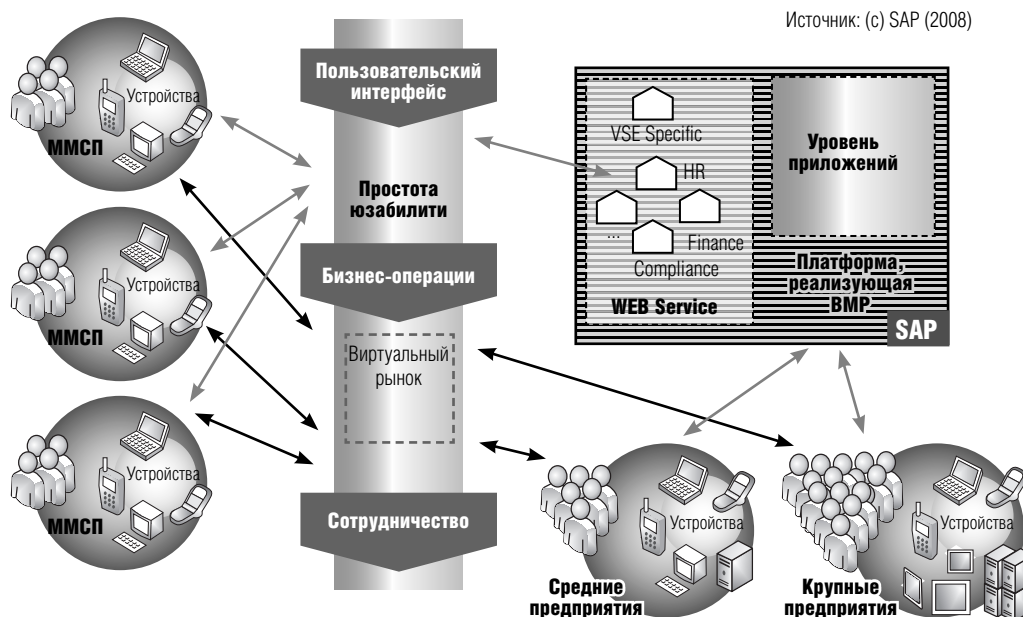 Источник: (c) SAP (2008)
Устройства
ММСП
Устройства
ММСП
Устройства
ММСП
Пользовательский
интерфейс
Простота
юзабилити
Бизнес-операции
Виртуальный
рынок
Сотрудничество
VSE Specific
HR
...
Finance
Compliance
WEB Service
Уровень
приложений
Платформа,
реализующая
ВМР
SAP
Устройства
Средние
предприятия
Устройства
Крупные
предприятия